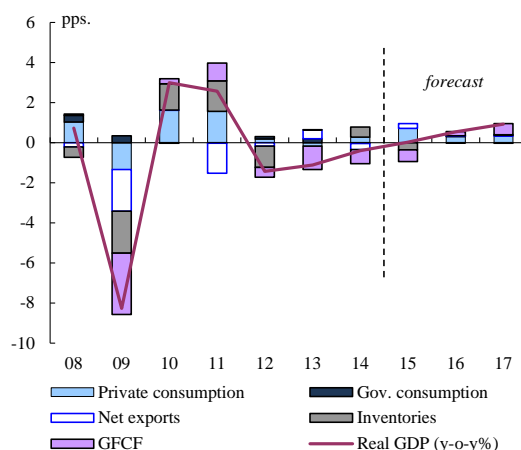 pps.
6
4
2
0
-2
-4
-6
-8
-10
forecast
08 09 10 11 12 13 14 15 16 17
Private consumption Gov. consumption
Net exports Inventories
GFCF Real GDP (y-o-y%)